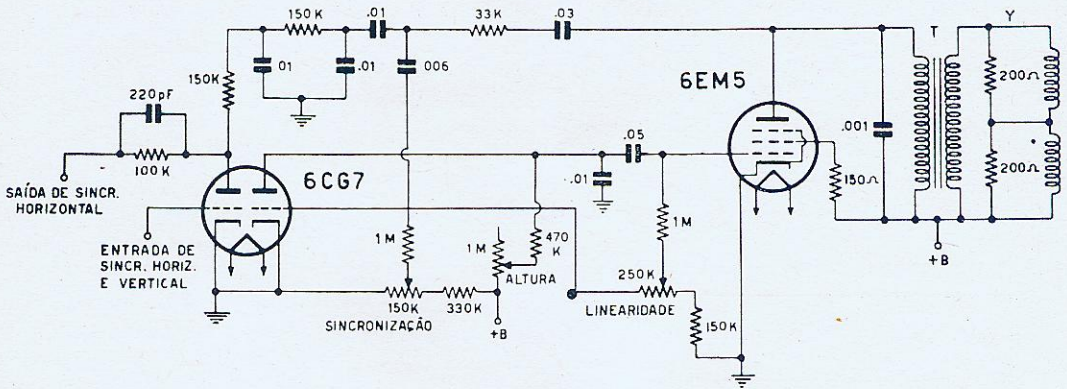 150K
.01
33K
.03
T
Y
150K
01
.01
006
6EM5
200Ω
220pF
.001
.05
100K
6CG7
.01
150Ω
200Ω
SAÍDA DE SINCR.
HORIZONTAL
1M
1M
470
K
1M
+B
ENTRADA DE
SINCR. HORIZ.
E VERTICAL
ALTURA
250K
150K
330K
LINEARIDADE
150K
SINCRONIZAÇÃO
+B